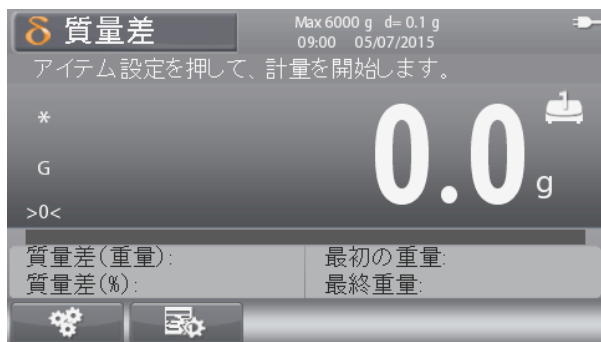 δ 質量差
Max 6000 g d= 0.1 g
09:00 05/07/2015
アイテム設定を押して、計量を開始します。
*
G
>0<
0.0 g
1
質量差(重量):
質量差(%):
最初の重量:
最終重量: